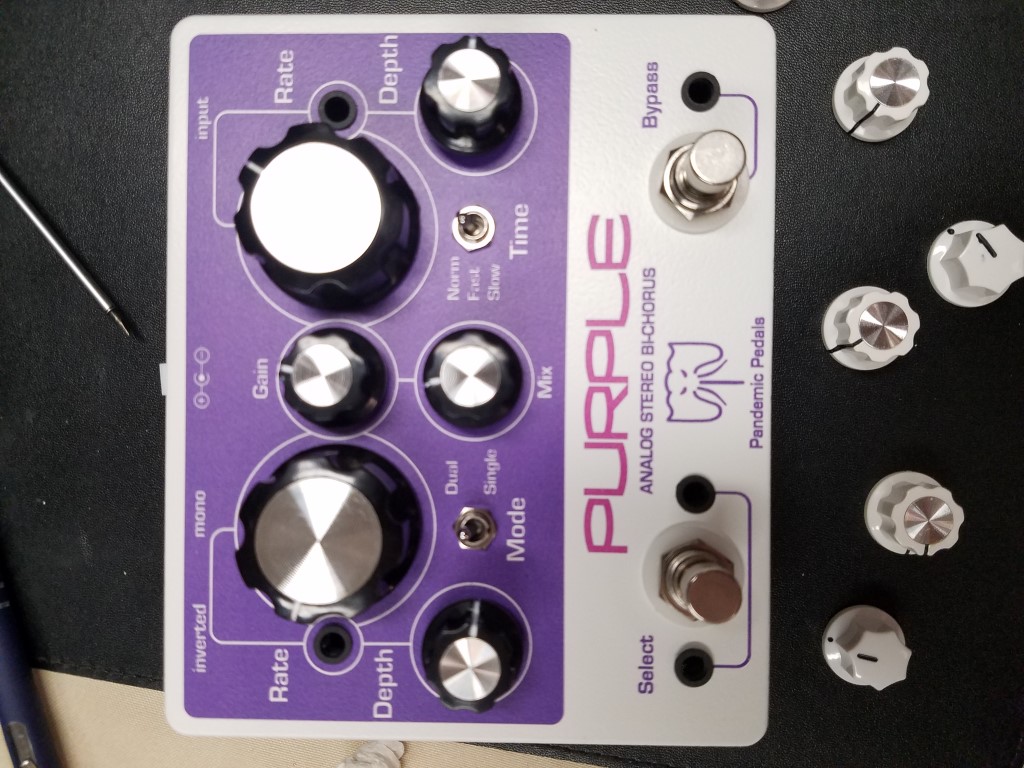 inverted mono input
Gain
Rate Rate
Depth Depth
Dual Norm
Fast
Single Slow
Mode Time
Mix
PURPLE
Select ANALOG STEREO BI-CHORUS Bypass
Pandemic Pedals